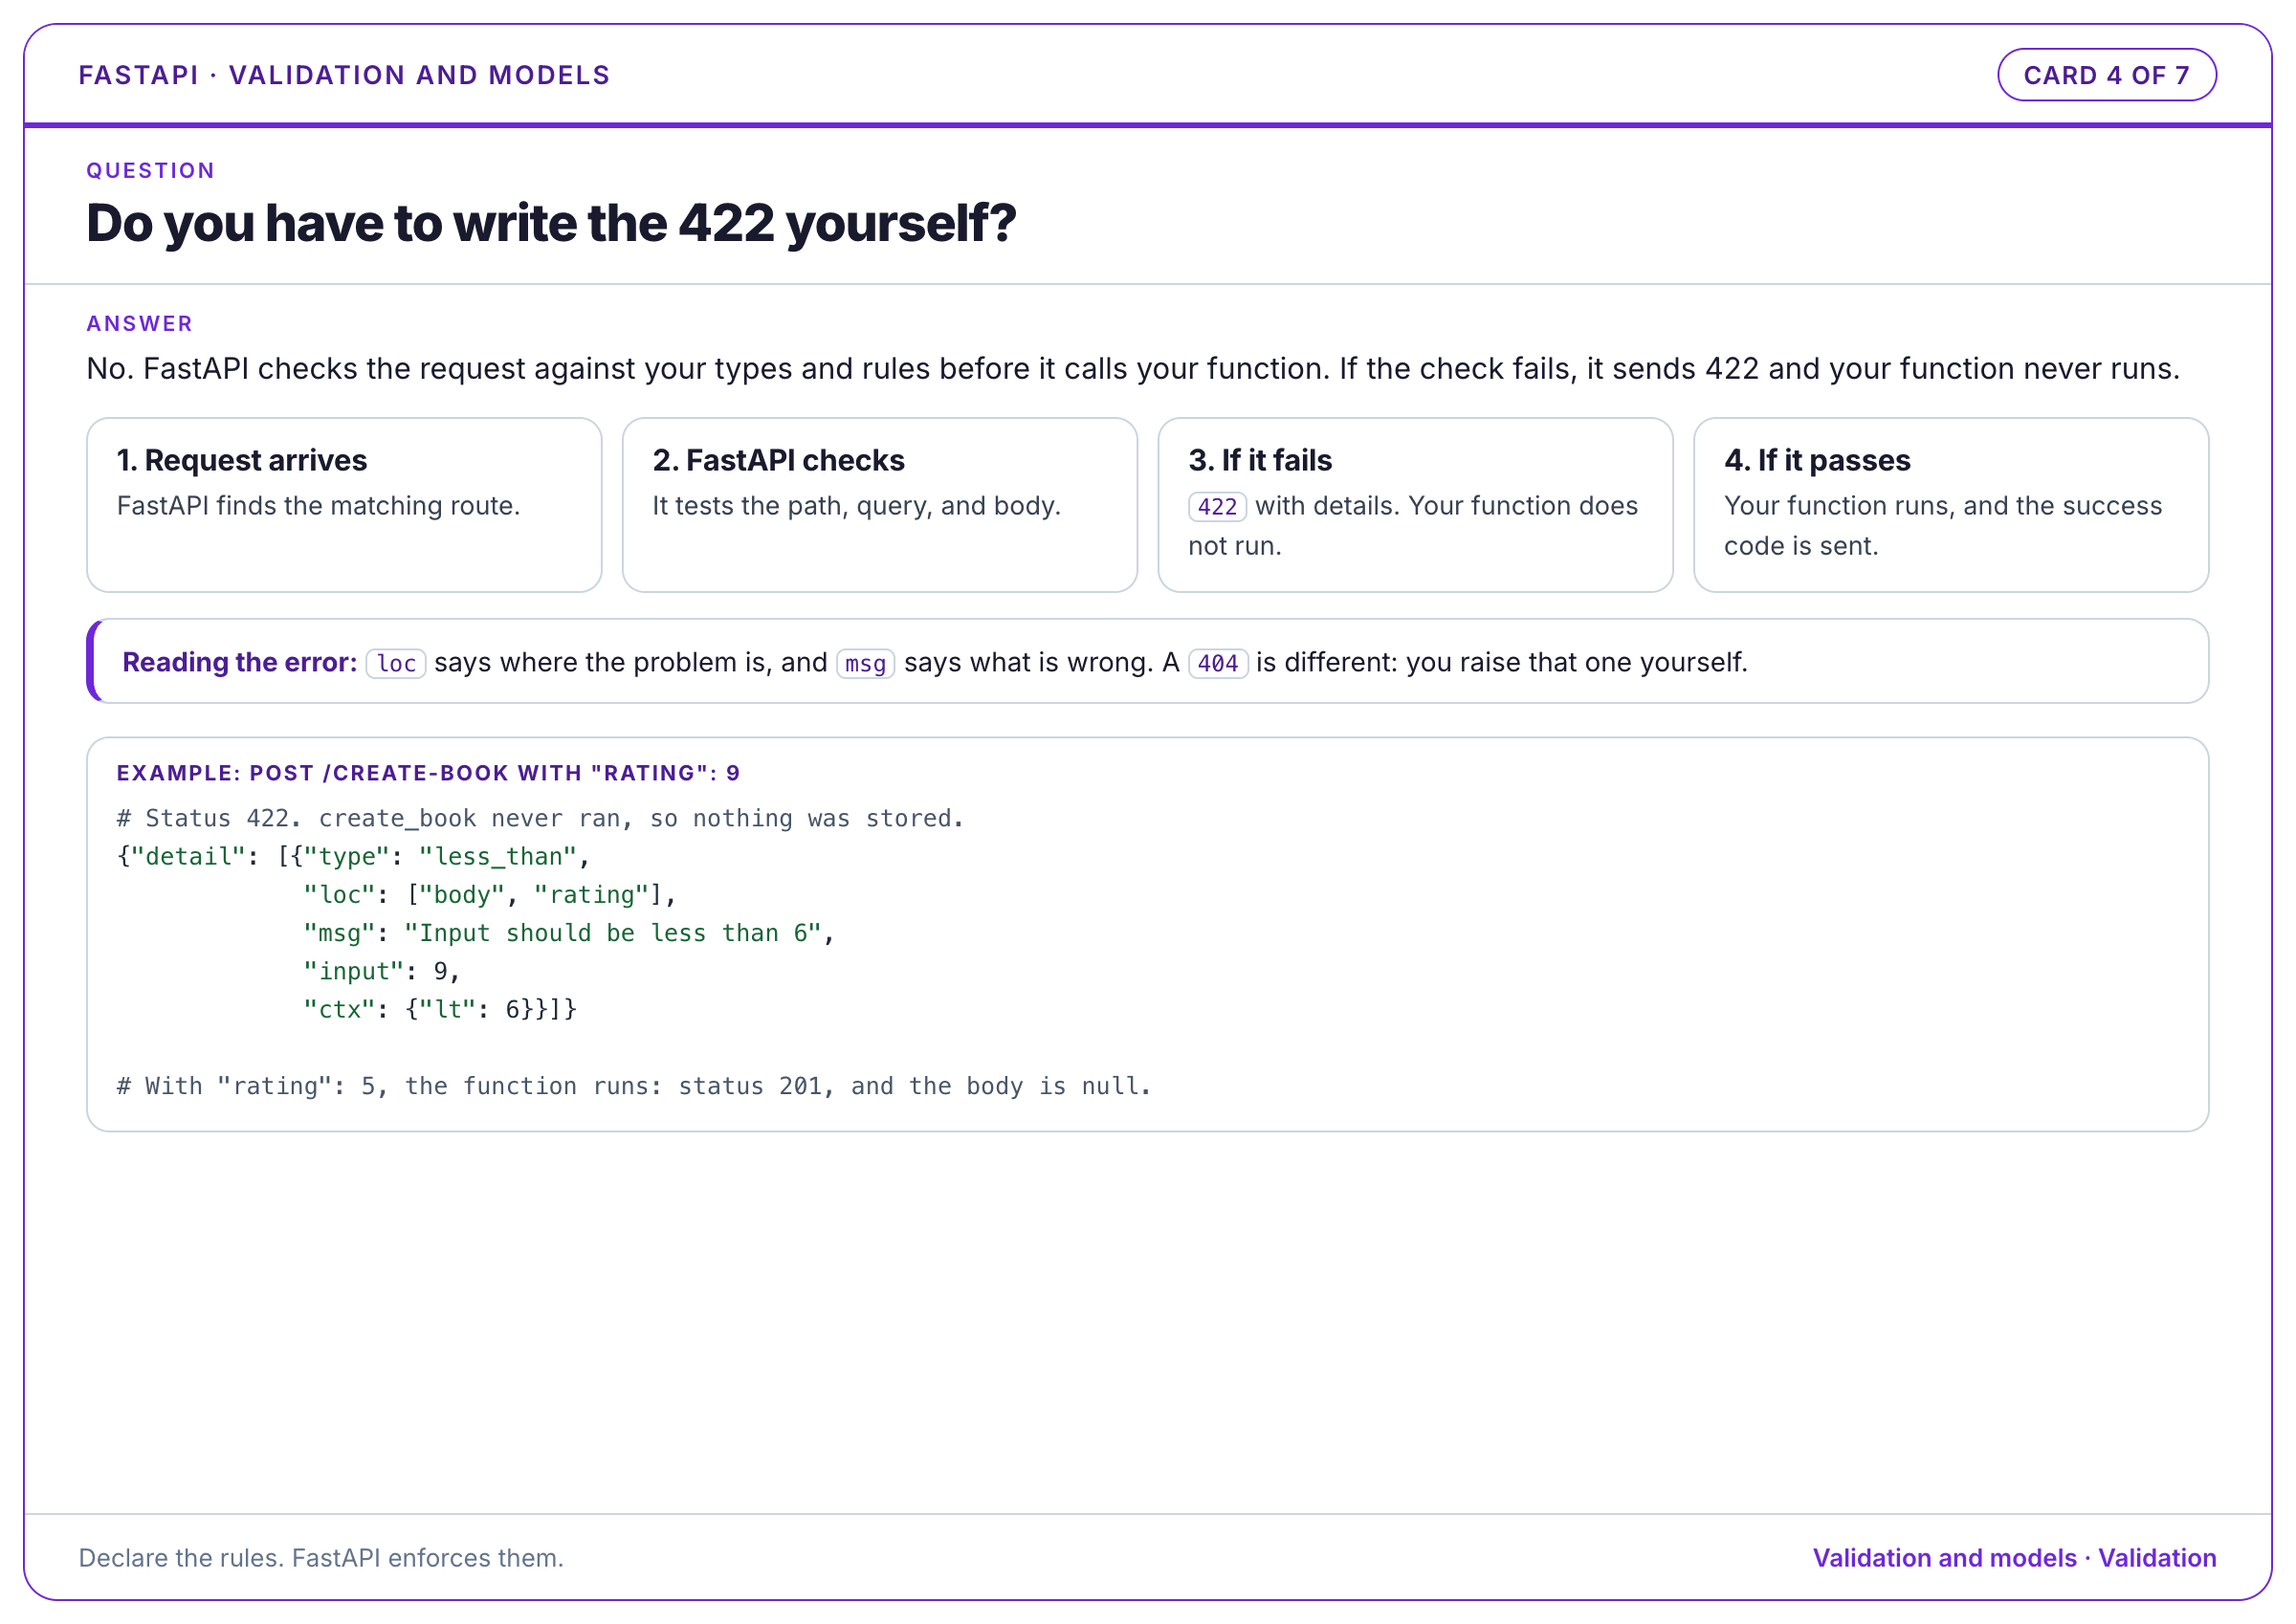 FASTAPI · VALIDATION AND MODELS
CARD 4 OF 7
QUESTION
Do you have to write the 422 yourself?
ANSWER
No. FastAPI checks the request against your types and rules before it calls your function. If the check fails, it sends 422 and your function never runs.
1. Request arrives
FastAPI finds the matching route.
2. FastAPI checks
It tests the path, query, and body.
3. If it fails
422 with details. Your function does
not run.
4. If it passes
Your function runs, and the success
code is sent.
Reading the error: loc says where the problem is, and msg says what is wrong. A 404 is different: you raise that one yourself.
EXAMPLE: POST /CREATE-BOOK WITH "RATING": 9
# Status 422. create_book never ran, so nothing was stored.
{"detail": [{"type": "less_than",
"loc": ["body", "rating"],
"msg": "Input should be less than 6",
"input": 9,
"ctx": {"lt": 6}}]}
# With "rating": 5, the function runs: status 201, and the body is null.
Declare the rules. FastAPI enforces them.
Validation and models · Validation